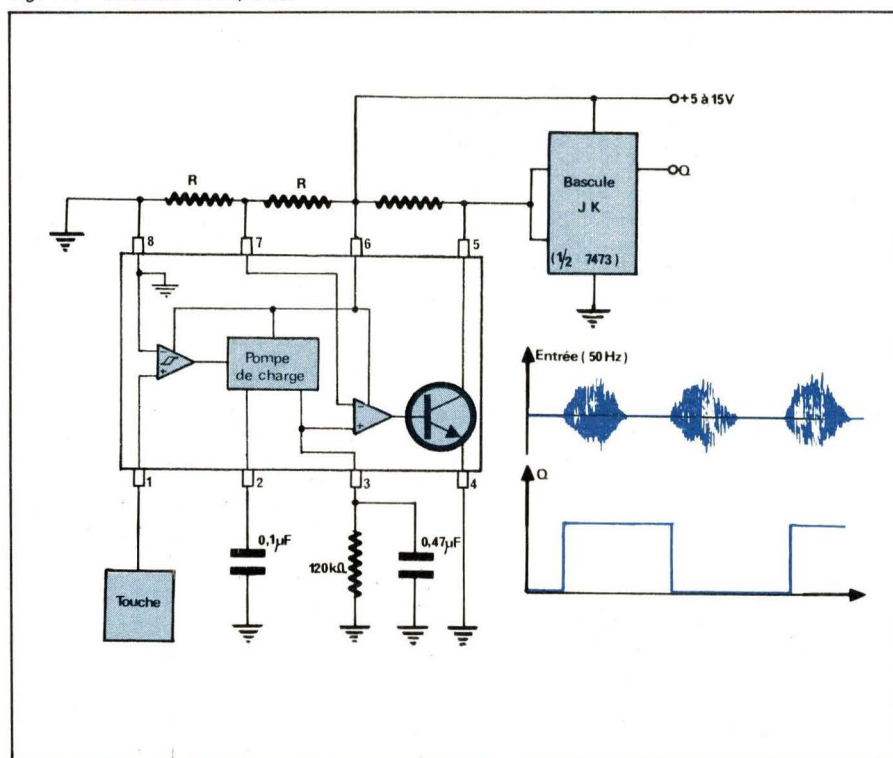 +5 à 15V
R
R
Q
Bascule
J K
(1/2 7473)
8
7
6
5
Entrée (50 Hz)
Pompe
de charge
Q
1
2
3
4
0,1µF
120kΩ
0,47µF
Touche